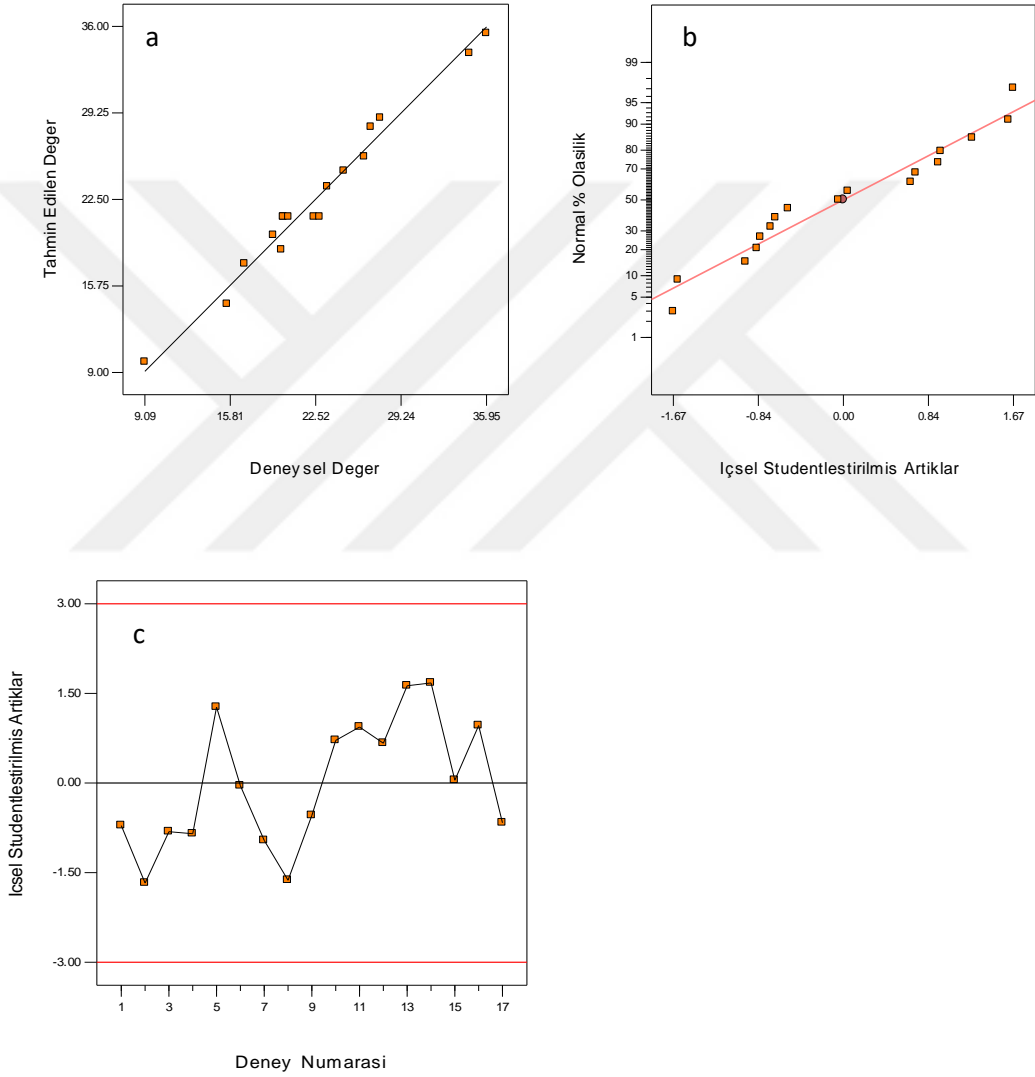 a
Tahmin Edilen Deger
36.00
29.25
22.50
15.75
9.00
9.09 15.81 22.52 29.24 35.95
Deneysel Deger
b
Normal % Olasilik
99
95
90
80
70
50
30
20
10
5
1
-1.67 -0.84 0.00 0.84 1.67
Içsel Studentlestirilmis Artiklar
c
Icsel Studentlestirilmis Artiklar
3.00
1.50
0.00
-1.50
-3.00
1 3 5 7 9 11 13 15 17
Deney Numarasi